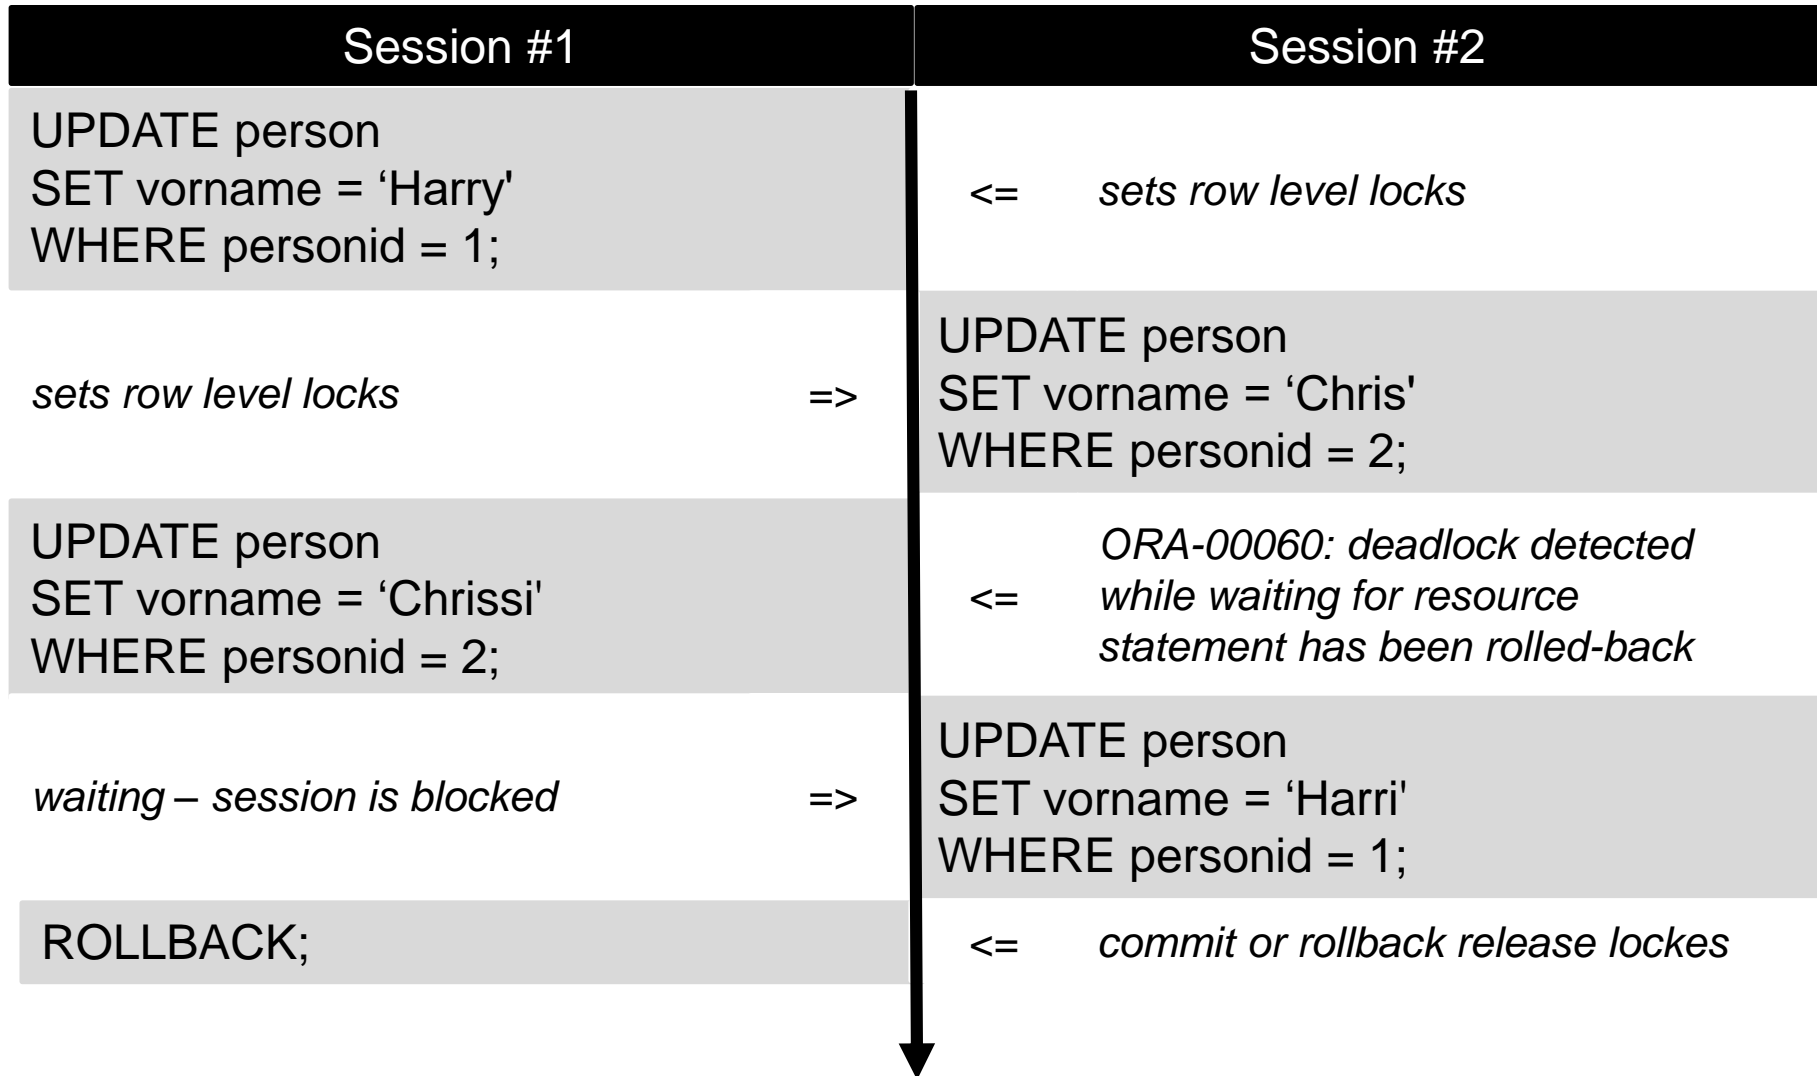 Session #1
Session #2
UPDATE person
SET vorname = ‘Harry'
WHERE personid = 1;
<= sets row level locks
sets row level locks =>
UPDATE person
SET vorname = ‘Chris'
WHERE personid = 2;
UPDATE person
SET vorname = ‘Chrissi'
WHERE personid = 2;
ORA-00060: deadlock detected
<= while waiting for resource
statement has been rolled-back
waiting – session is blocked =>
UPDATE person
SET vorname = ‘Harri'
WHERE personid = 1;
ROLLBACK;
<= commit or rollback release lockes